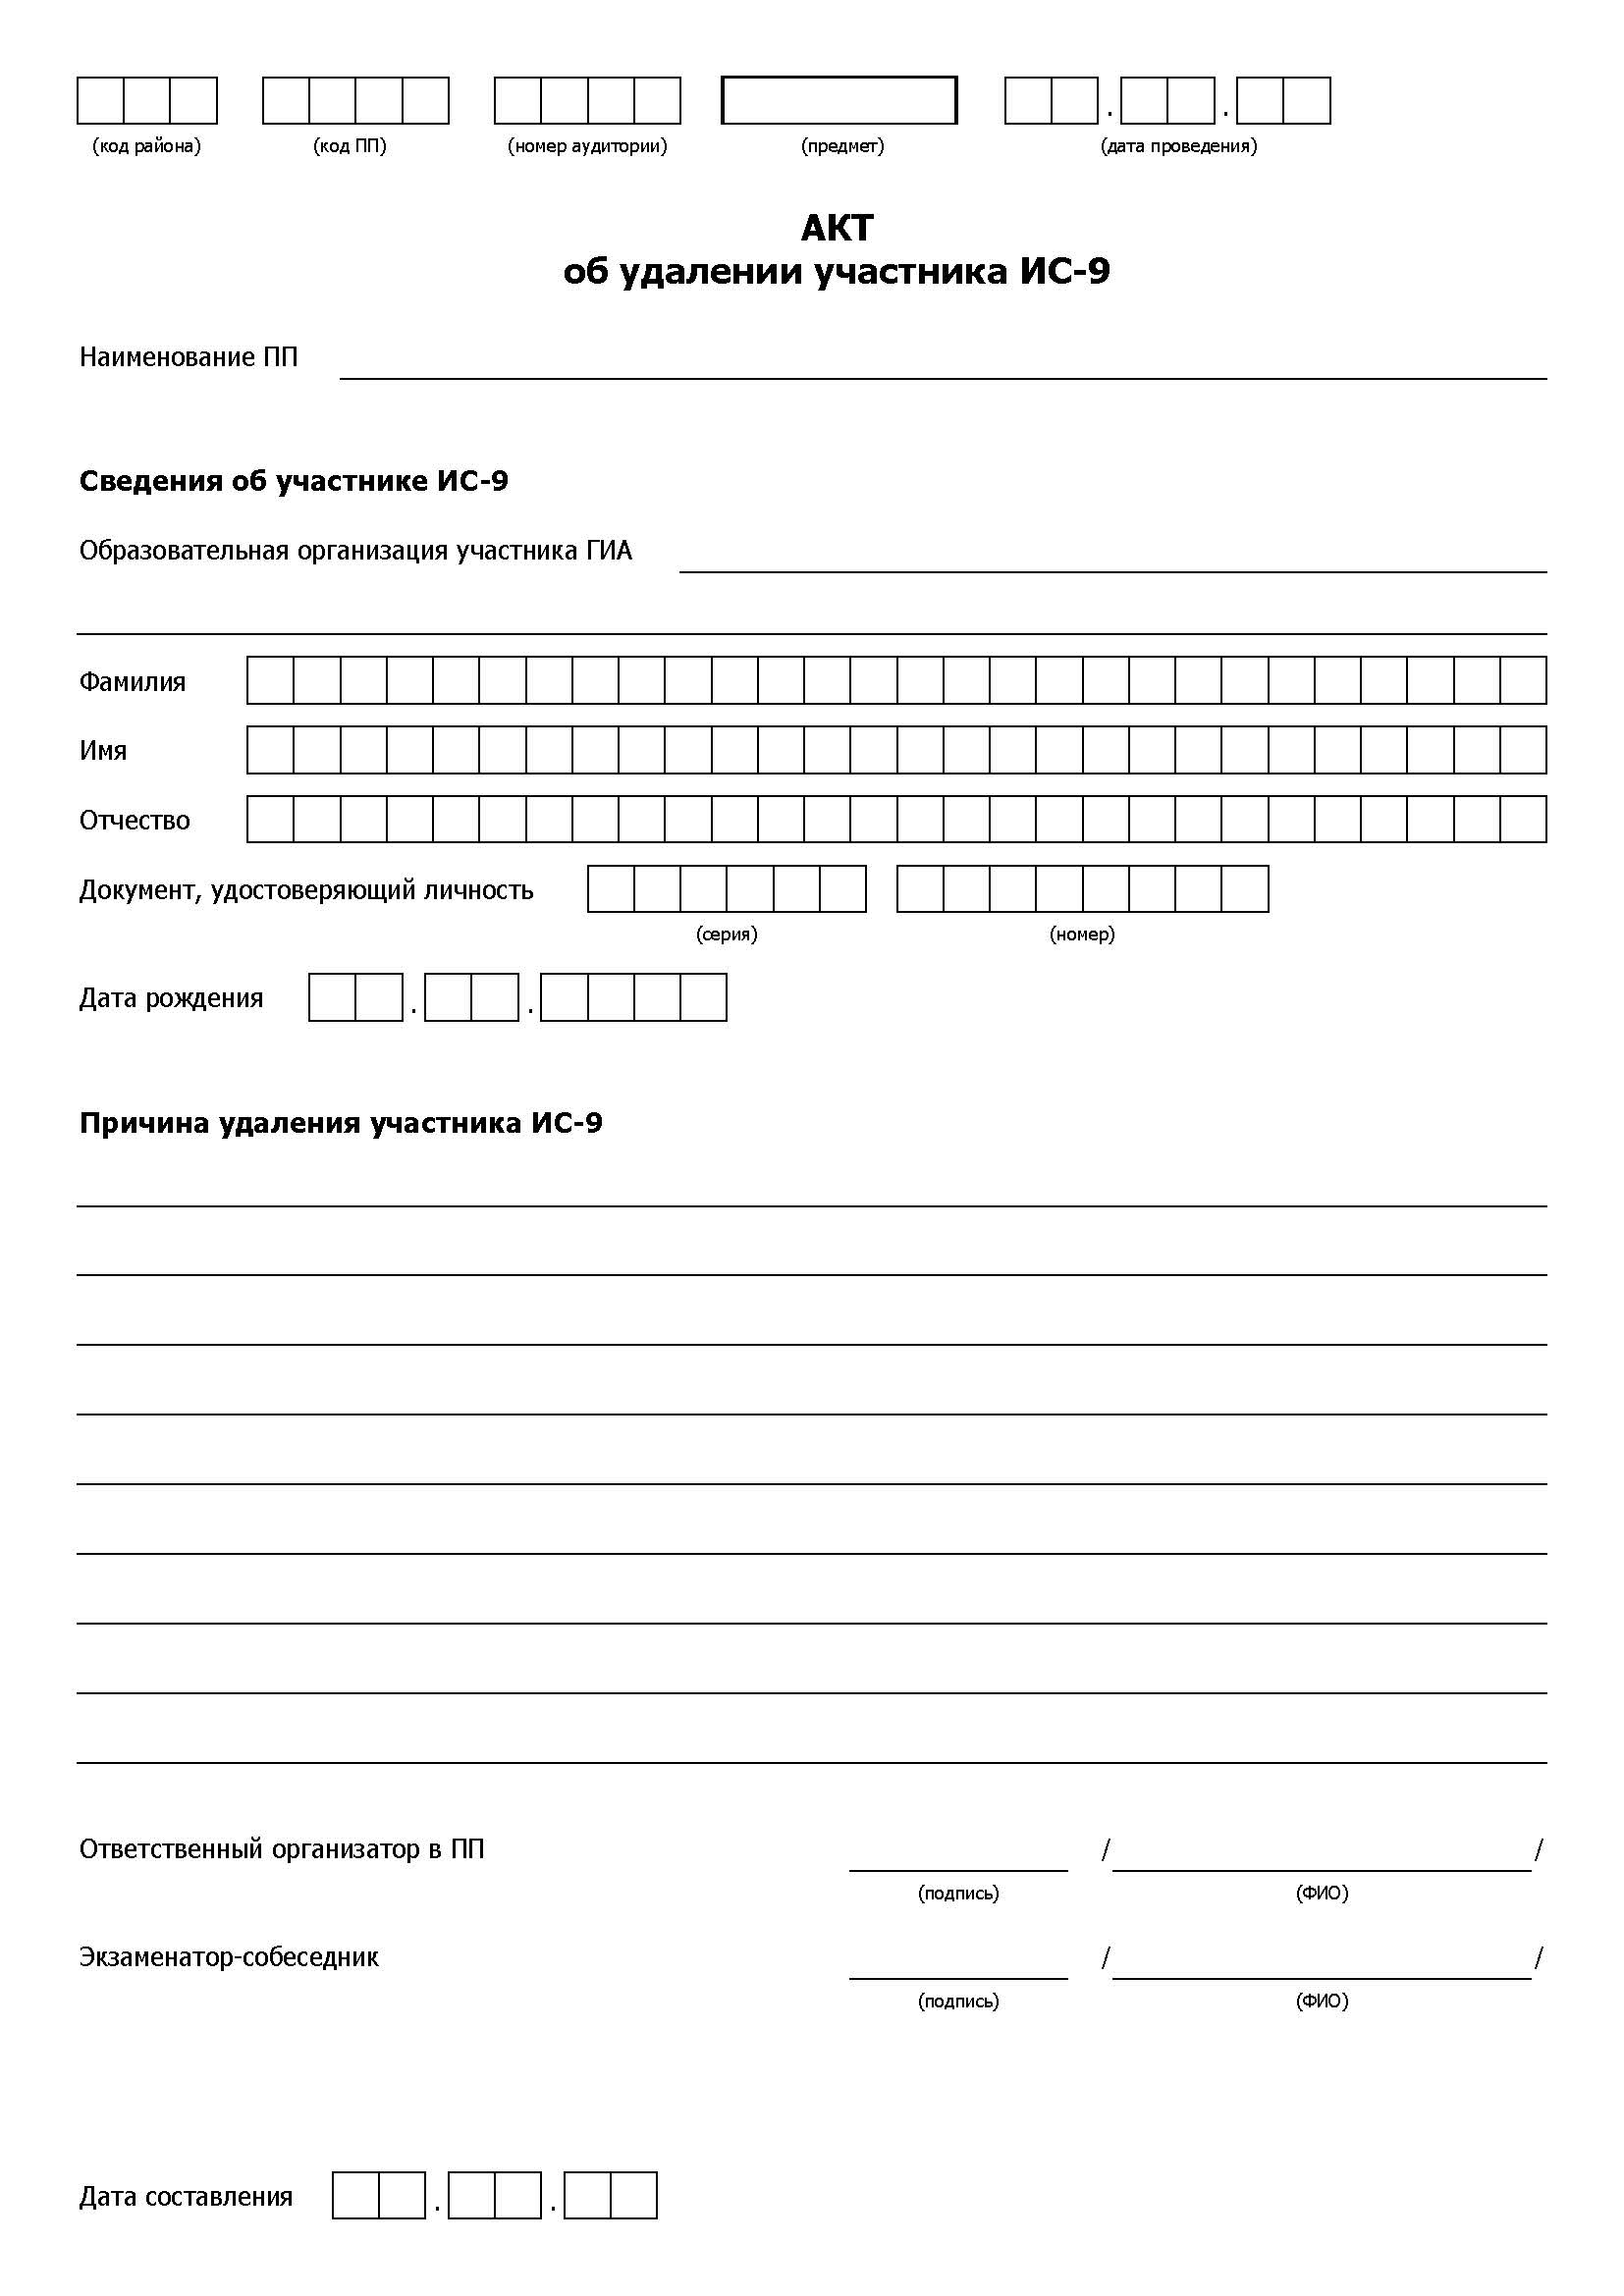 . .
(код района) (код ПП) (номер аудитории) (предмет) (дата проведения)
АКТ
об удалении участника ИС-9
Наименование ПП
Сведения об участнике ИС-9
Образовательная организация участника ГИА
Фамилия
Имя
Отчество
Документ, удостоверяющий личность
(серия) (номер)
Дата рождения . .
Причина удаления участника ИС-9
Ответственный организатор в ПП / /
(подпись) (ФИО)
Экзаменатор-собеседник / /
(подпись) (ФИО)
Дата составления . .